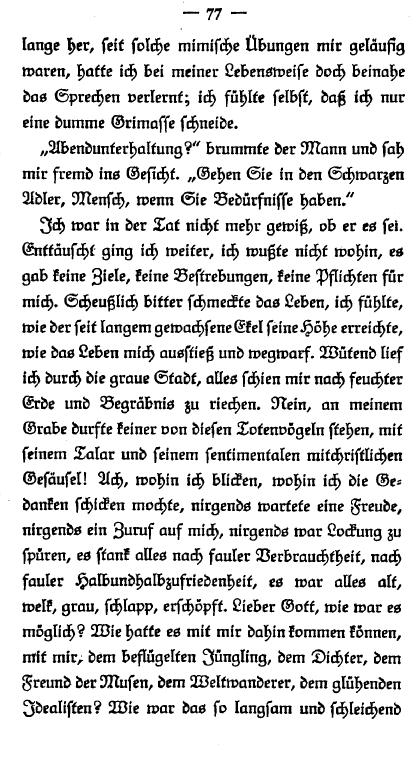 — 77 —
lange her, seit solche mimische Übungen mir geläufig
waren, hatte ich bei meiner Lebensweise doch beinahe
das Sprechen verlernt; ich fühlte selbst, daß ich nur
eine dumme Grimasse schneide.
„Abendunterhaltung?“ brummte der Mann und sah
mir fremd ins Gesicht. „Gehen Sie in den Schwarzen
Adler, Mensch, wenn Sie Bedürfnisse haben.“
Ich war in der Tat nicht mehr gewiß, ob er es sei.
Enttäuscht ging ich weiter, ich wußte nicht wohin, es
gab keine Ziele, keine Bestrebungen, keine Pflichten für
mich. Scheußlich bitter schmeckte das Leben, ich fühlte,
wie der seit langem gewachsene Ekel seine Höhe erreichte,
wie das Leben mich ausstieß und wegwarf. Wütend lief
ich durch die graue Stadt, alles schien mir nach feuchter
Erde und Begräbnis zu riechen. Nein, an meinem
Grabe durfte keiner von diesen Totenvögeln stehen, mit
seinem Talar und seinem sentimentalen mitchristlichen
Gesäusel! Ach, wohin ich blicken, wohin ich die Ge-
danken schicken mochte, nirgends wartete eine Freude,
nirgends ein Zuruf auf mich, nirgends war Lockung zu
spüren, es stank alles nach fauler Verbrauchtheit, nach
fauler Halbundhalbzufriedenheit, es war alles alt,
welk, grau, schlapp, erschöpft. Lieber Gott, wie war es
möglich? Wie hatte es mit mir dahin kommen können,
mit mir, dem beflügelten Jüngling, dem Dichter, dem
Freund der Musen, dem Weltwanderer, dem glühenden
Idealisten? Wie war das so langsam und schleichend